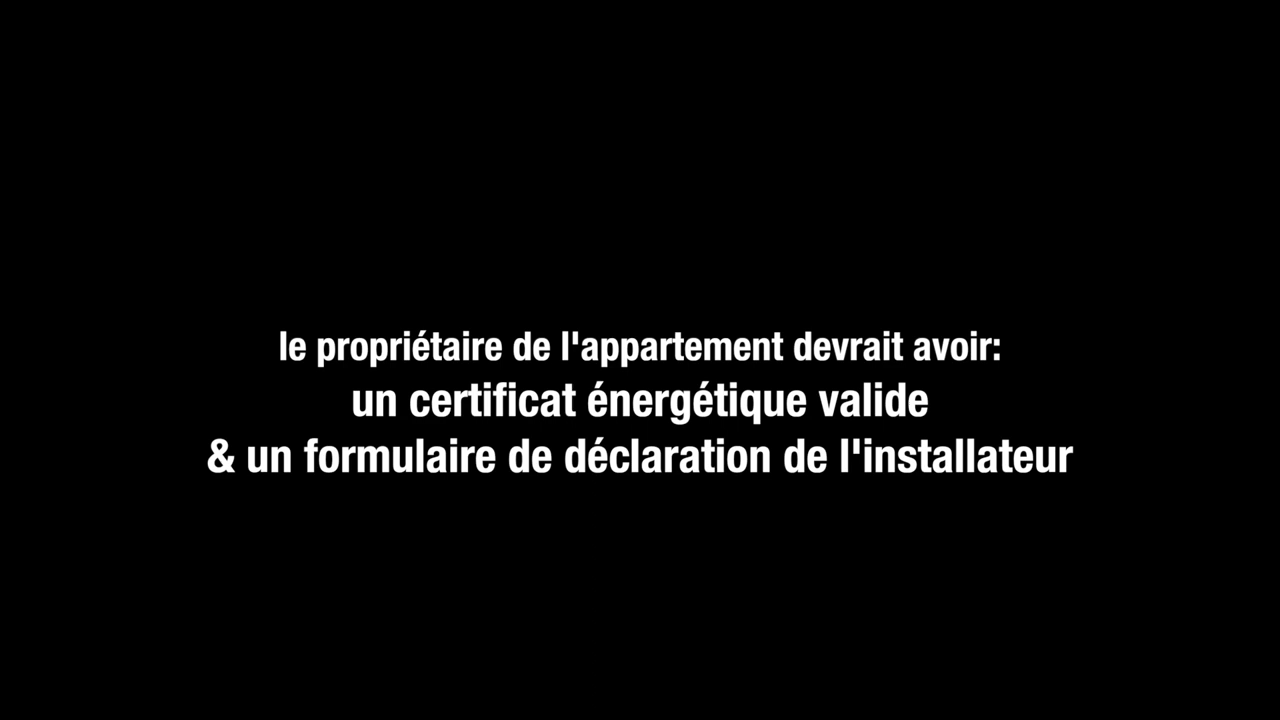 le propriétaire de l'appartement devrait avoir:
un certificat énergétique valide
& un formulaire de déclaration de l'installateur